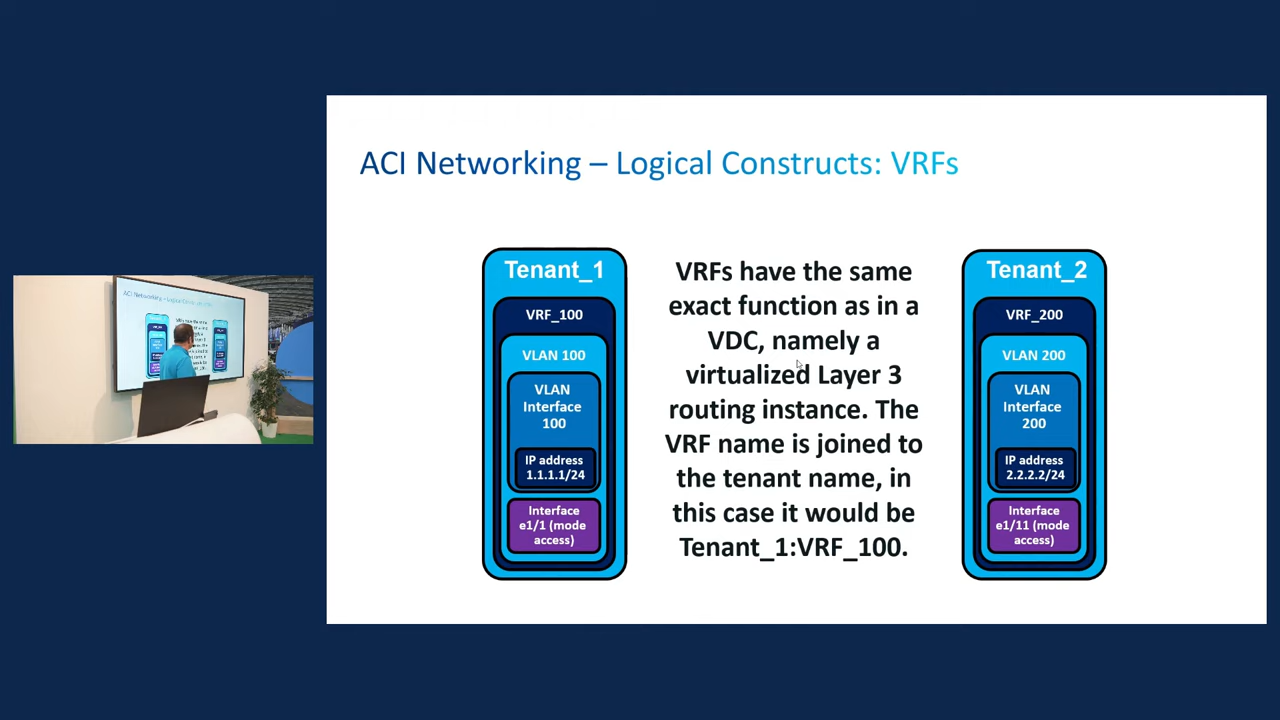 ACI Networking – Logical Constructs: VRFs
Tenant_1
VRF_100
VLAN 100
VLAN
Interface
100
IP address
1.1.1.1/24
Interface
e1/1 (mode
access)
VRFs have the same
exact function as in a
VDC, namely a
virtualized Layer 3
routing instance. The
VRF name is joined to
the tenant name, in
this case it would be
Tenant_1:VRF_100.
Tenant_2
VRF_200
VLAN 200
VLAN
Interface
200
IP address
2.2.2.2/24
Interface
e1/11 (mode
access)